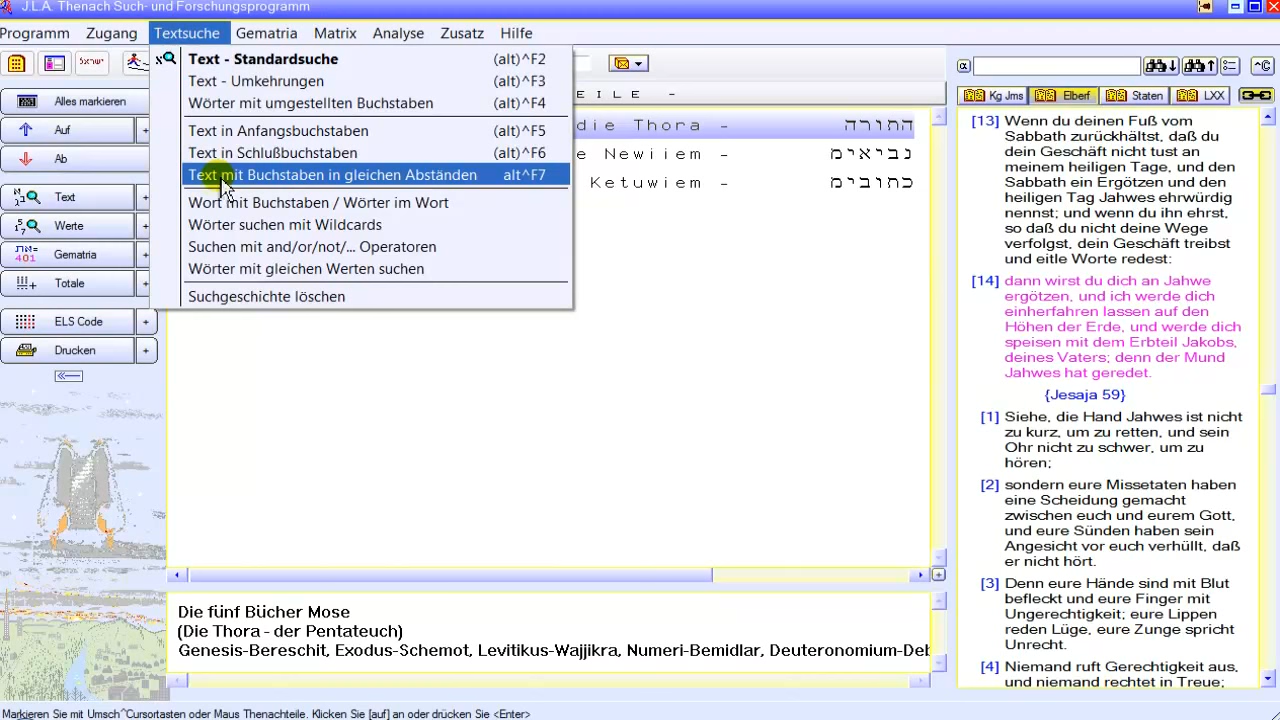 J.L.A. Thenach Such- und Forschungsprogramm
Programm Zugang Textsuche Gematria Matrix Analyse Zusatz Hilfe
Text - Standardsuche (alt)^F2
Text - Umkehrungen (alt)^F3
Wörter mit umgestellten Buchstaben (alt)^F4
Text in Anfangsbuchstaben (alt)^F5
Text in Schlußbuchstaben (alt)^F6
Text mit Buchstaben in gleichen Abständen alt^F7
Wort mit Buchstaben / Wörter im Wort
Wörter suchen mit Wildcards
Suchen mit and/or/not/... Operatoren
Wörter mit gleichen Werten suchen
Suchgeschichte löschen
Alles markieren
Auf +
Ab
Text +
Werte +
Gematria +
Totale +
ELS Code +
Drucken +
EILE -
die Thora - התורה
e Newiiem - נביאים
Ketuwiem - כתובים
Die fünf Bücher Mose
(Die Thora - der Pentateuch)
Genesis-Bereschit, Exodus-Schemot, Levitikus-Wajjikra, Numeri-Bemidlar, Deuteronomium-Deb
α ^C
Kg Jms Elberf Staten LXX
[13] Wenn du deinen Fuß vom
Sabbath zurückhältst, daß du
dein Geschäft nicht tust an
meinem heiligen Tage, und den
Sabbath ein Ergötzen und den
heiligen Tag Jahwes ehrwürdig
nennst; und wenn du ihn ehrst,
so daß du nicht deine Wege
verfolgst, dein Geschäft treibst
und eitle Worte redest:
[14] dann wirst du dich an Jahwe
ergötzen, und ich werde dich
einherfahren lassen auf den
Höhen der Erde, und werde dich
speisen mit dem Erbteil Jakobs,
deines Vaters; denn der Mund
Jahwes hat geredet.
{Jesaja 59}
[1] Siehe, die Hand Jahwes ist nicht
zu kurz, um zu retten, und sein
Ohr nicht zu schwer, um zu
hören;
[2] sondern eure Missetaten haben
eine Scheidung gemacht
zwischen euch und eurem Gott,
und eure Sünden haben sein
Angesicht vor euch verhüllt, daß
er nicht hört.
[3] Denn eure Hände sind mit Blut
befleckt und eure Finger mit
Ungerechtigkeit; eure Lippen
reden Lüge, eure Zunge spricht
Unrecht.
[4] Niemand ruft Gerechtigkeit aus,
und niemand rechtet in Treue;
Markieren Sie mit Umsch^Cursortasten oder Maus Thenachteile. Klicken Sie [auf] an oder drücken Sie <Enter>